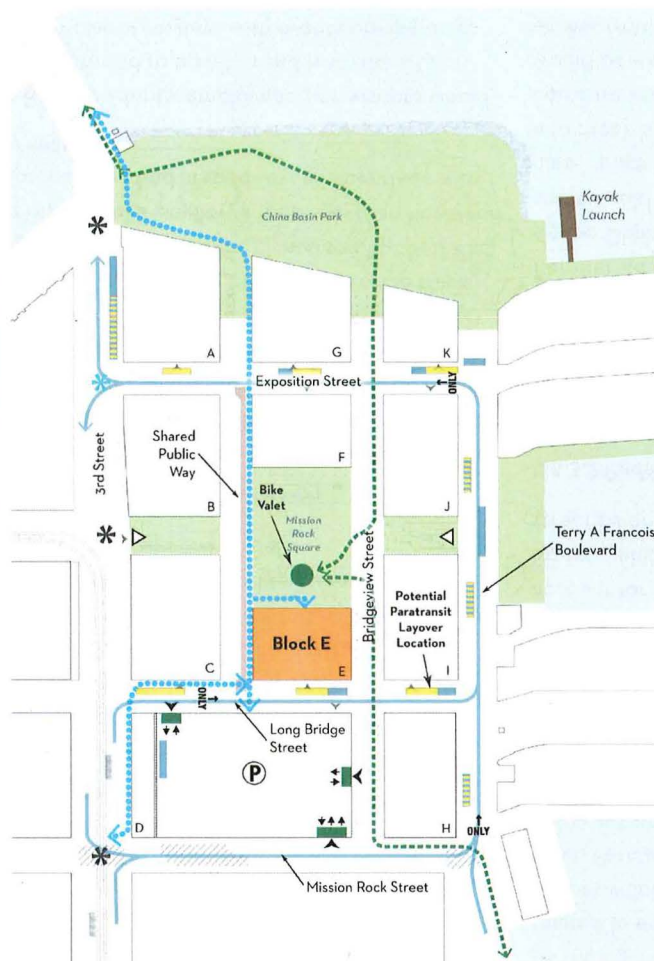 China Basin Park
Kayak
Launch
A
G
K
Exposition Street
ONLY
Shared
Public
Way
3rd Street
F
B
Bike
Valet
Mission
Rock
Square
J
Bridgeview Street
Terry A Francois
Boulevard
Potential
Paratransit
Layover
Location
Block E
C
E
I
ONLY
Long Bridge
Street
P
D
H
ONLY
Mission Rock Street